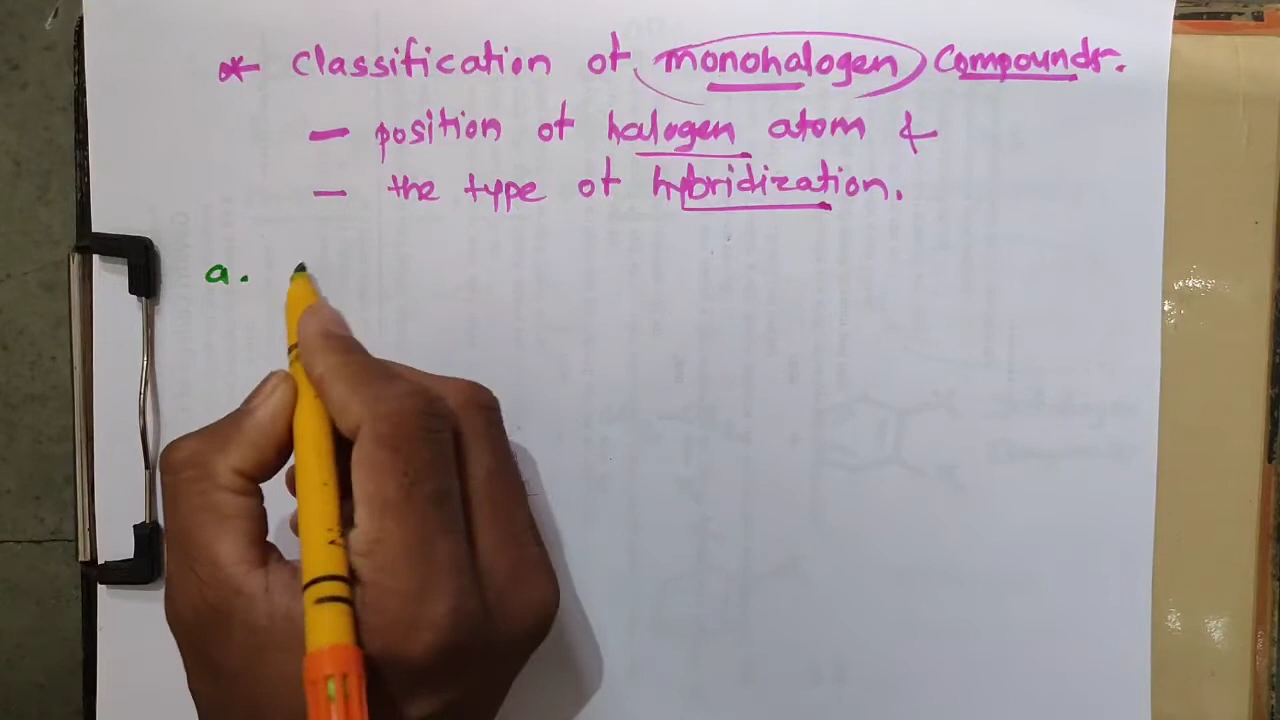 * classification of monohalogen compounds.
- position of halogen atom &
- the type of hybridization.
a.